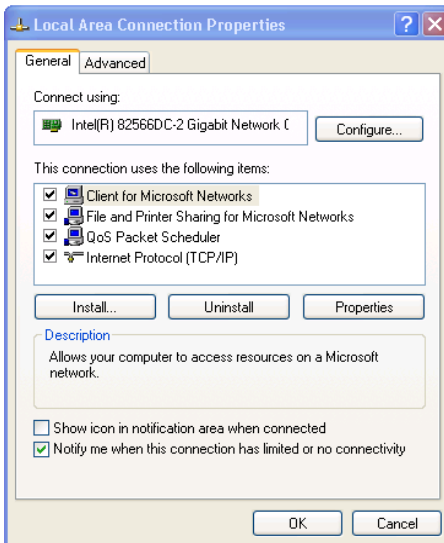 Local Area Connection Properties
General Advanced
Connect using:
Intel(R) 82566DC-2 Gigabit Network C
Configure...
This connection uses the following items:
Client for Microsoft Networks
File and Printer Sharing for Microsoft Networks
QoS Packet Scheduler
Internet Protocol (TCP/IP)
Install... Uninstall Properties
Description
Allows your computer to access resources on a Microsoft
network.
Show icon in notification area when connected
Notify me when this connection has limited or no connectivity
OK Cancel